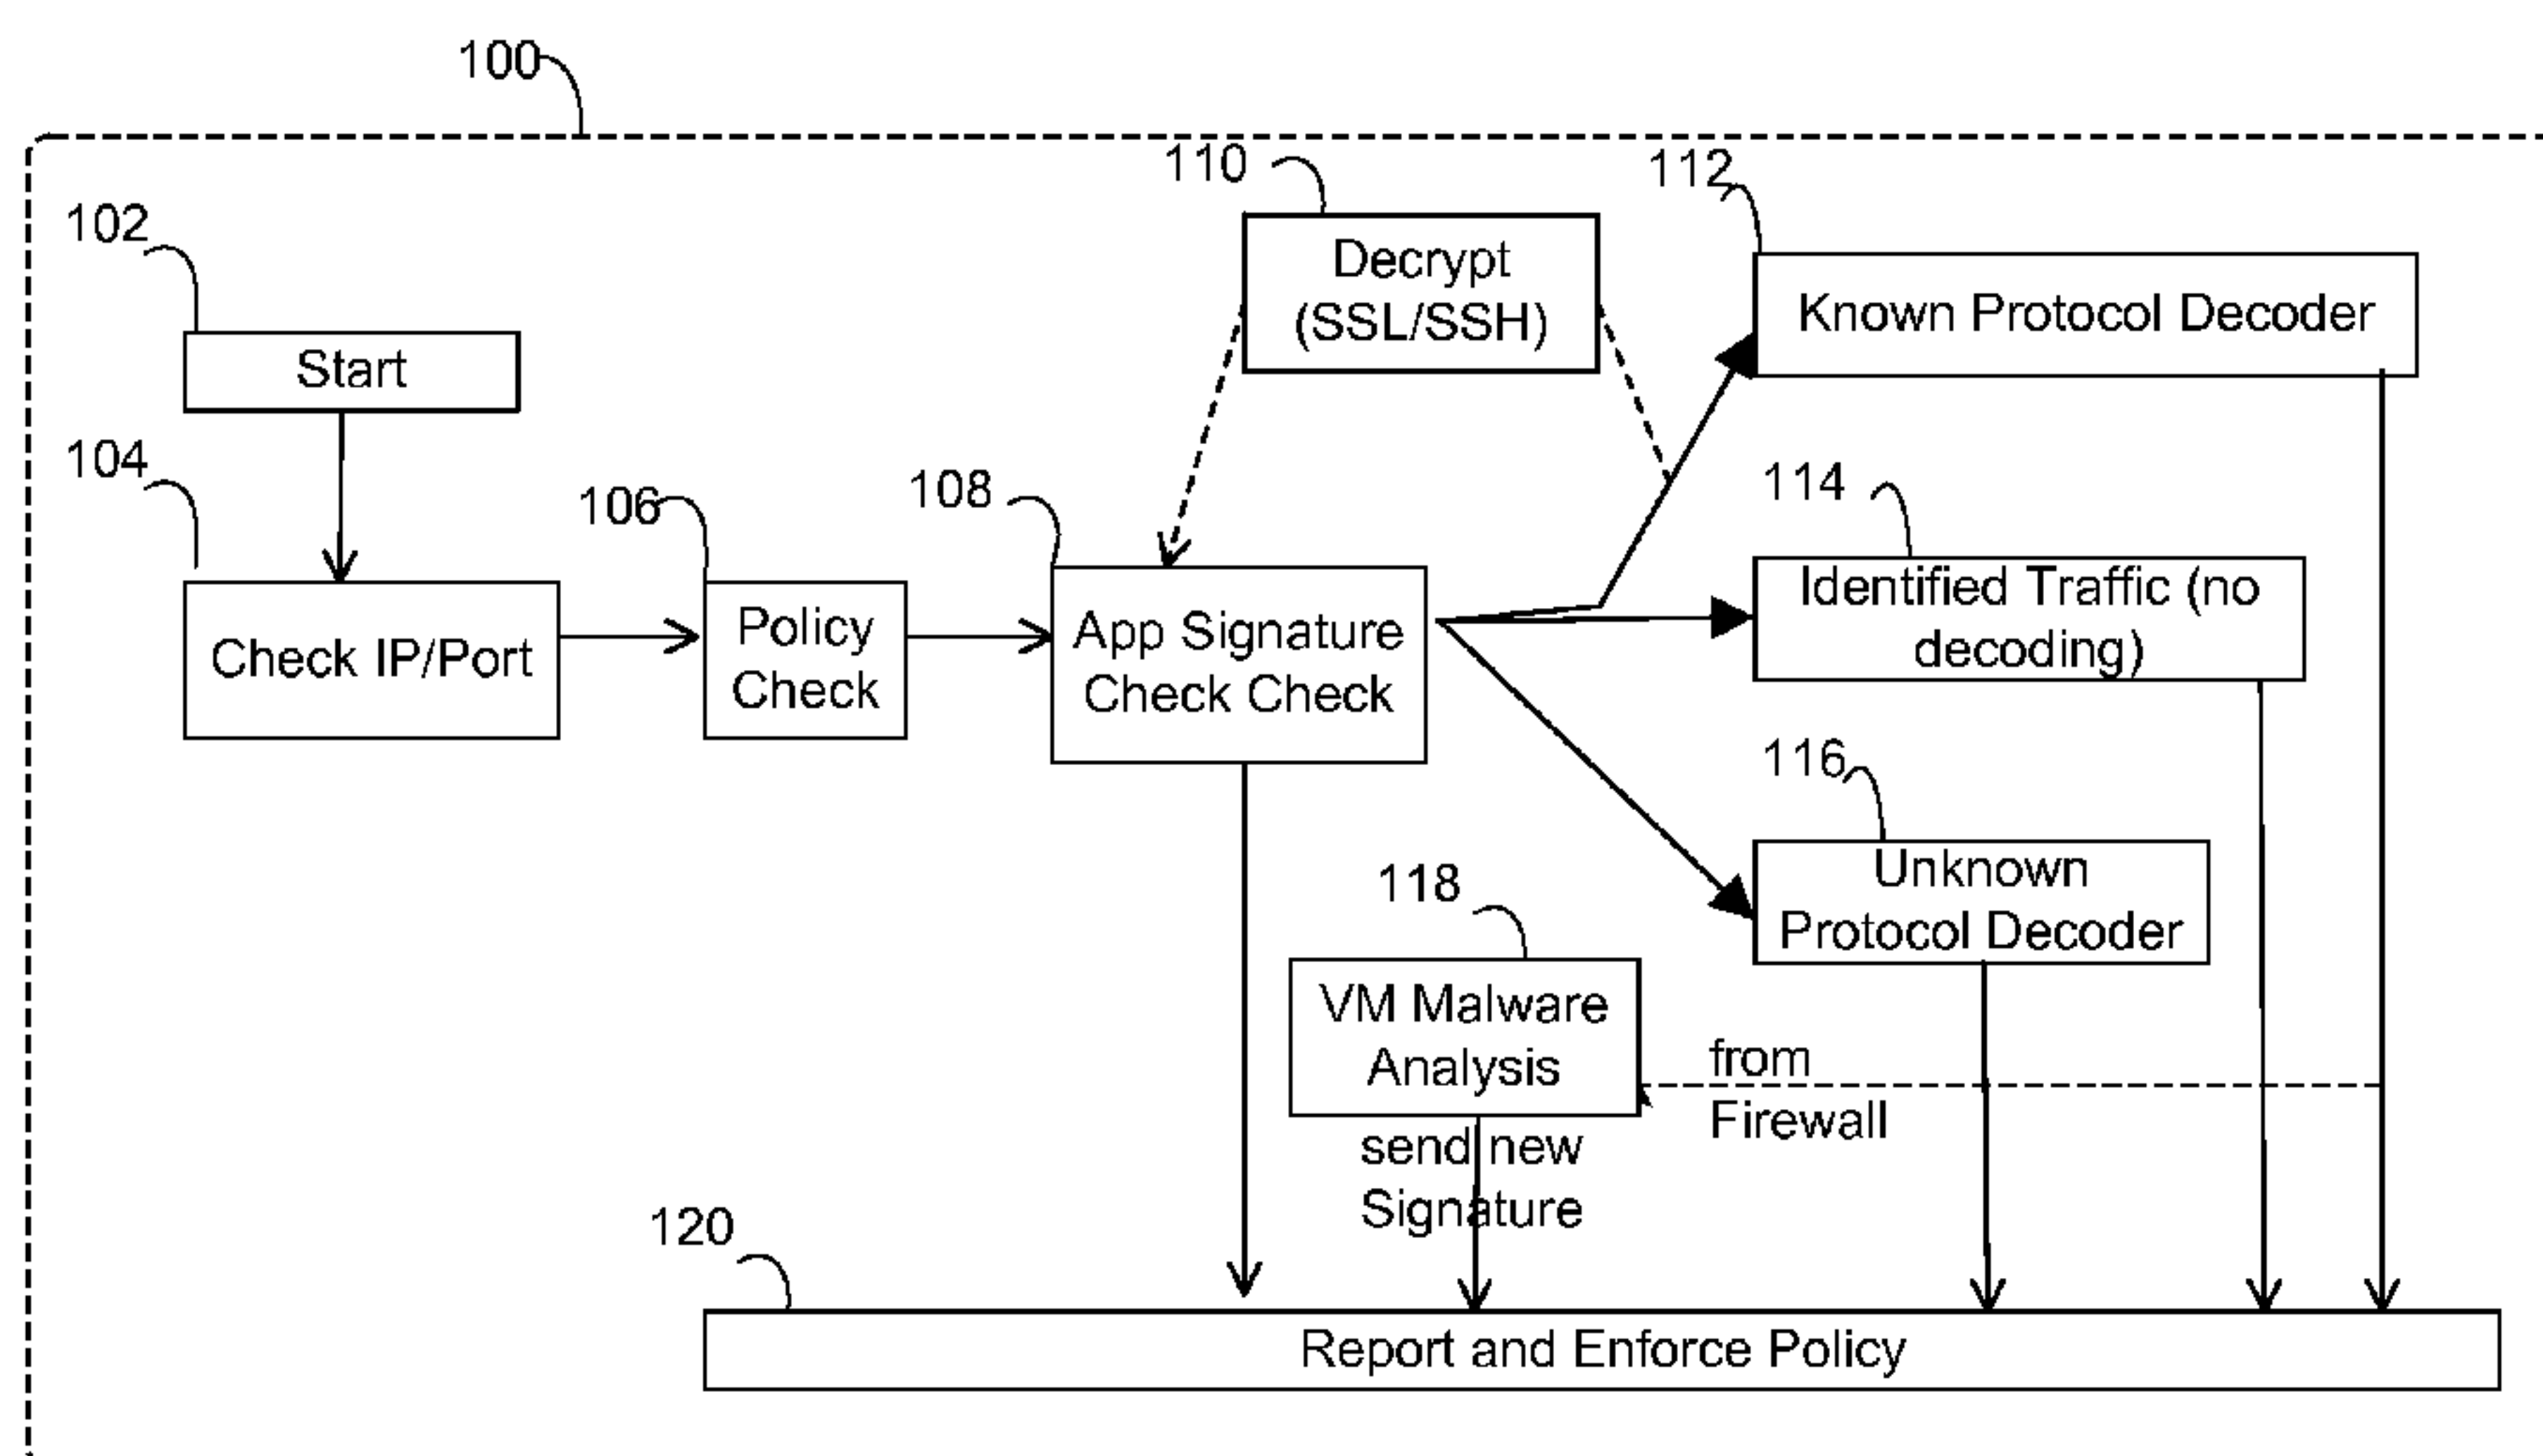 100
110
112
102
Decrypt
(SSL/SSH)
Known Protocol Decoder
Start
104
106
108
114
Identified Traffic (no
decoding)
Check IP/Port
Policy
Check
App Signature
Check Check
116
118
Unknown
Protocol Decoder
VM Malware
Analysis
from
Firewall
send new
Signature
120
Report and Enforce Policy